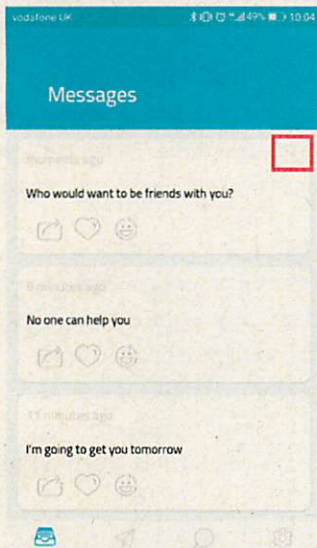 vodafone UK 49% 10:04
Messages
moments ago
Who would want to be friends with you?
6 minutes ago
No one can help you
11 minutes ago
I'm going to get you tomorrow